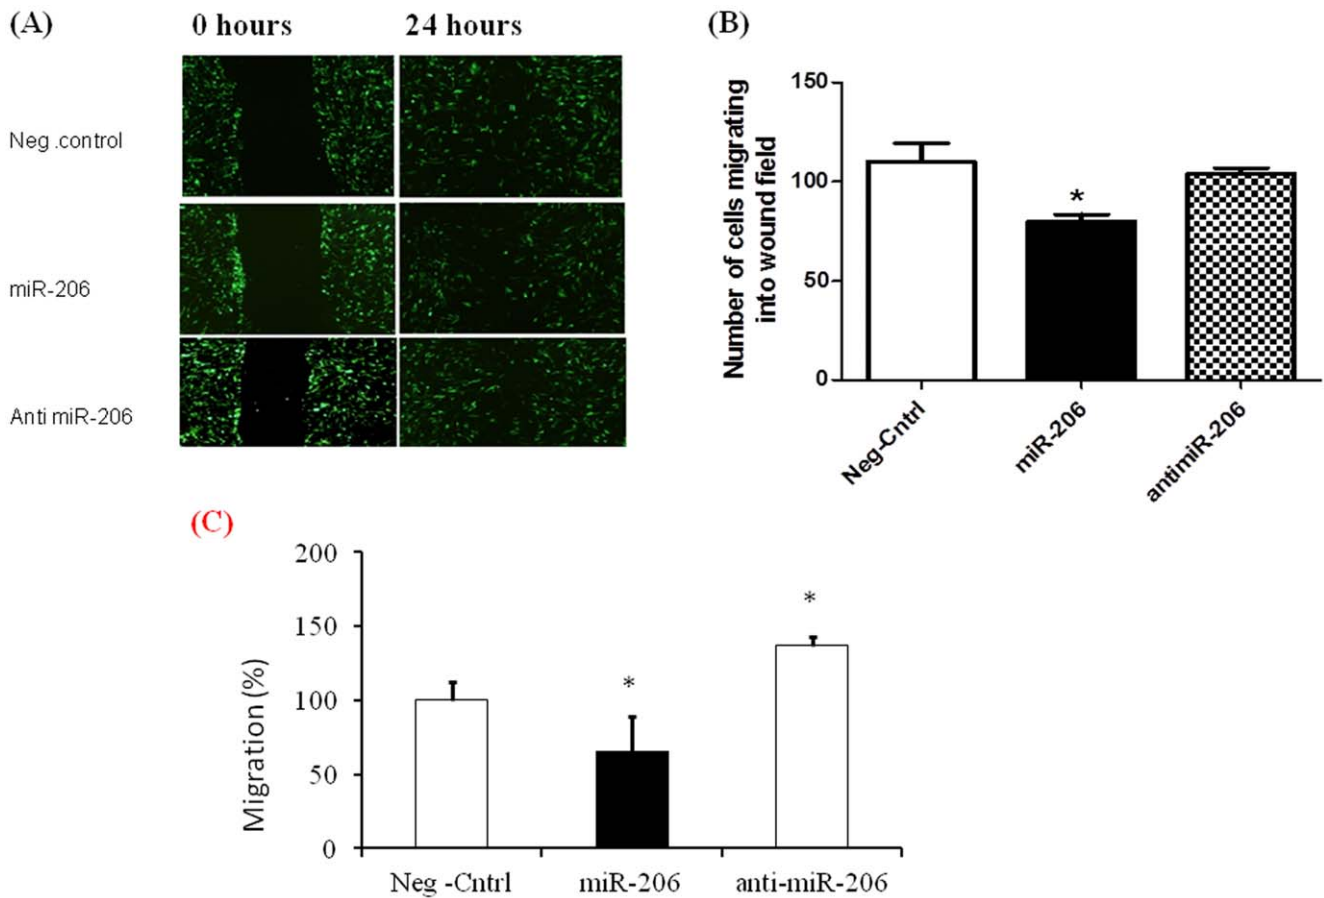 (A)
0 hours 24 hours
Neg .control
miR-206
Anti miR-206
(B)
Number of cells migrating
into wound field
150
100
50
0
*
Neg-Cntrl
miR-206
antimiR-206
(C)
Migration (%)
200
150
100
50
0
*
*
Neg -Cntrl miR-206 anti-miR-206